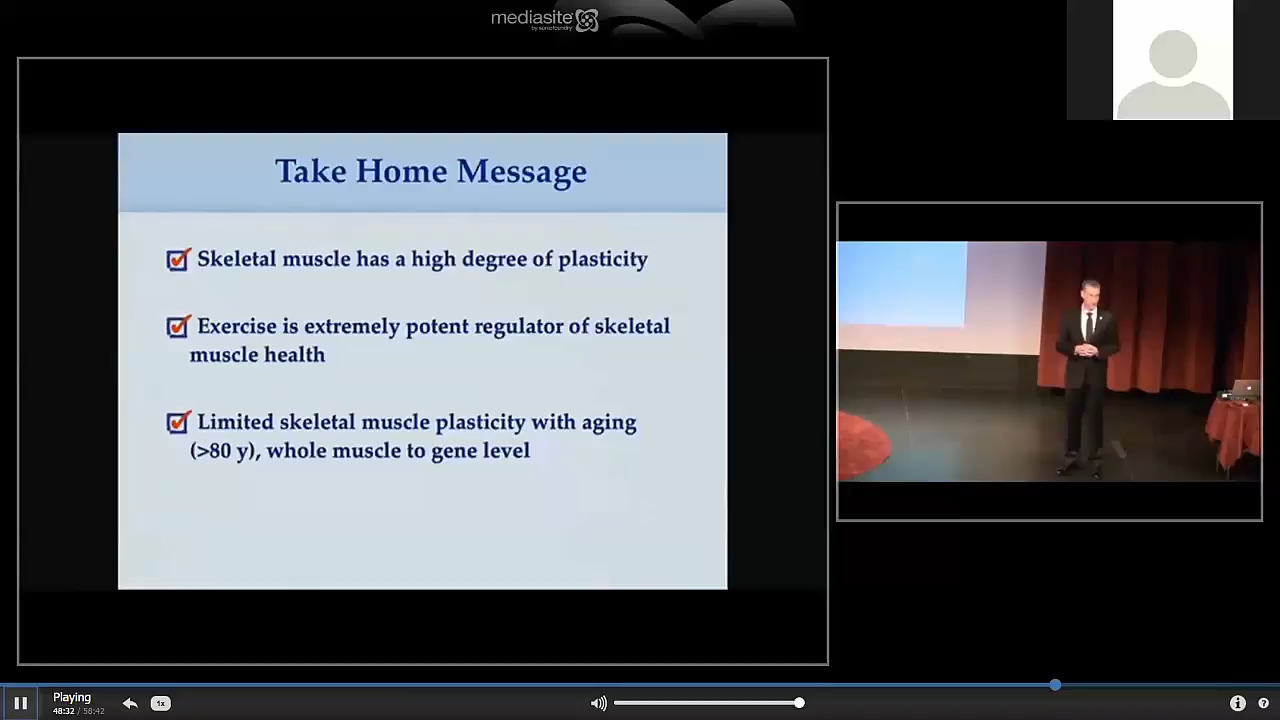 mediasite
by sonicfoundry
Take Home Message
Skeletal muscle has a high degree of plasticity
Exercise is extremely potent regulator of skeletal
muscle health
Limited skeletal muscle plasticity with aging
(>80 y), whole muscle to gene level
Playing
48:32 / 58:42
1x